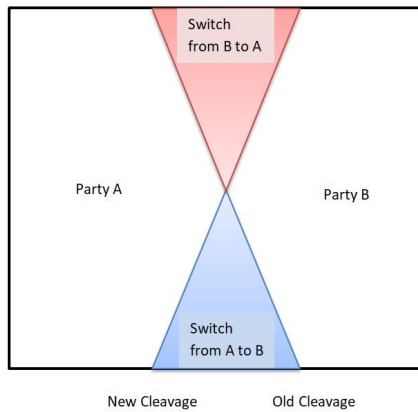 Switch
from B to A
Party A
Party B
Switch
from A to B
New Cleavage
Old Cleavage